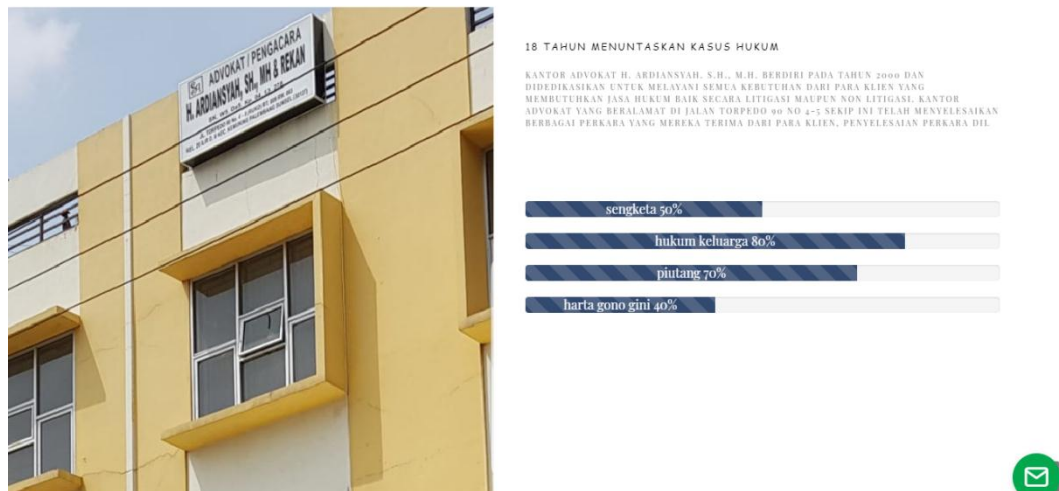 ADVOKAT / PENGACARA
H. ARDIANSYAH, SH., MH & REKAN
18 TAHUN MENUNTASKAN KASUS HUKUM
KANTOR ADVOKAT H. ARDIANSYAH. S.H., M.H. BERDIRI PADA TAHUN 2000 DAN
DIDEDIKASIKAN UNTUK MELAYANI SEMUA KEBUTUHAN DARI PARA KLIEN YANG
MEMBUTUHKAN JASA HUKUM BAIK SECARA LITIGASI MAUPUN NON LITIGASI, KANTOR
ADVOKAT YANG BERALAMAT DI JALAN TORPEDO 90 NO 4-5 SEKIP INI TELAH MENYELESAIKAN
BERBAGAI PERKARA YANG MEREKA TERIMA DARI PARA KLIEN, PENYELESAIAN PERKARA DIL
sengketa 50%
hukum keluarga 80%
piutang 70%
harta gono gini 40%